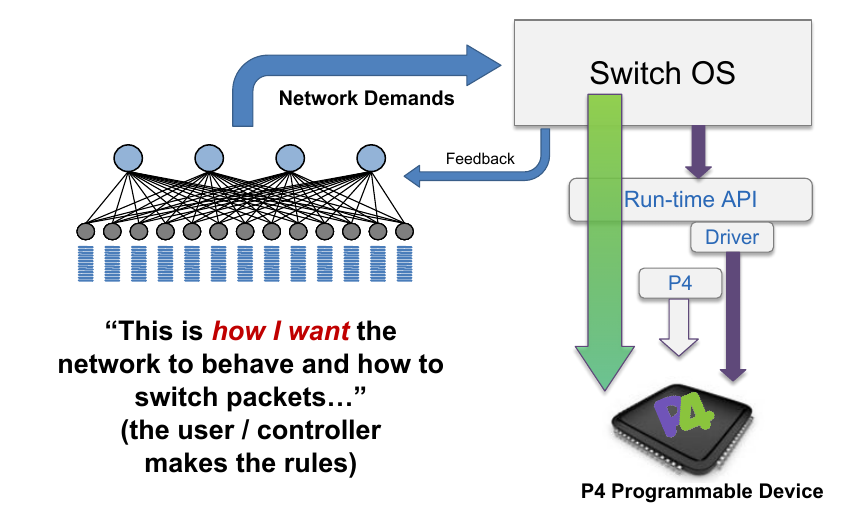 Switch OS
Network Demands
Feedback
Run-time API
Driver
P4
“This is how I want the
network to behave and how to
switch packets…”
(the user / controller
makes the rules)
P4
P4 Programmable Device